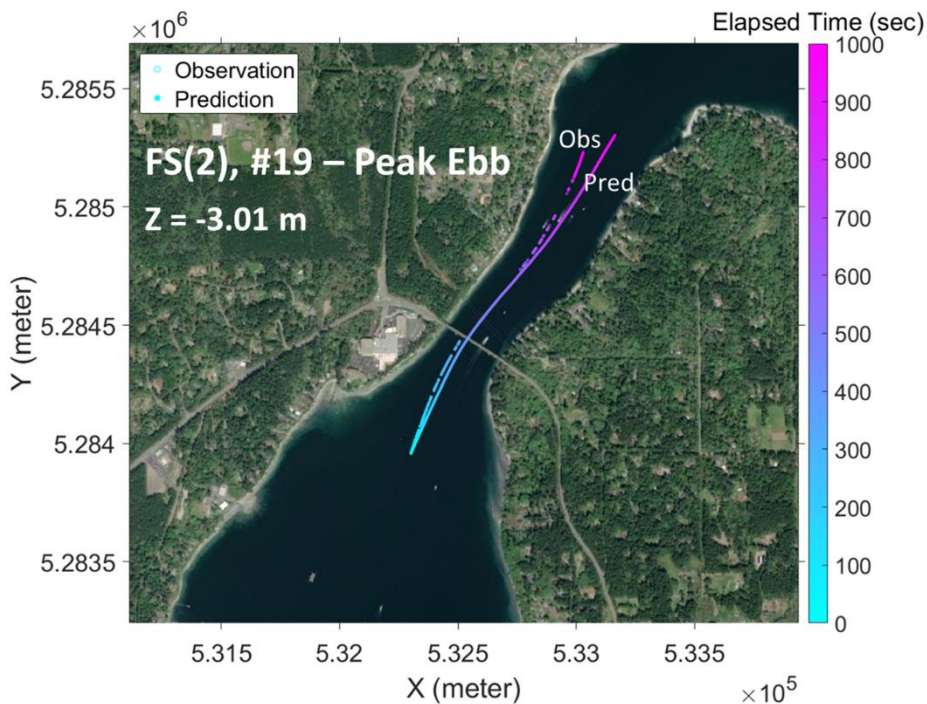 ×10⁶
Elapsed Time (sec)
Observation
Prediction
FS(2), #19 – Peak Ebb
Z = -3.01 m
Obs
Pred
Y (meter)
5.2855
5.285
5.2845
5.284
5.2835
5.315
5.32
5.325
5.33
5.335
X (meter)
×10⁵
1000
900
800
700
600
500
400
300
200
100
0